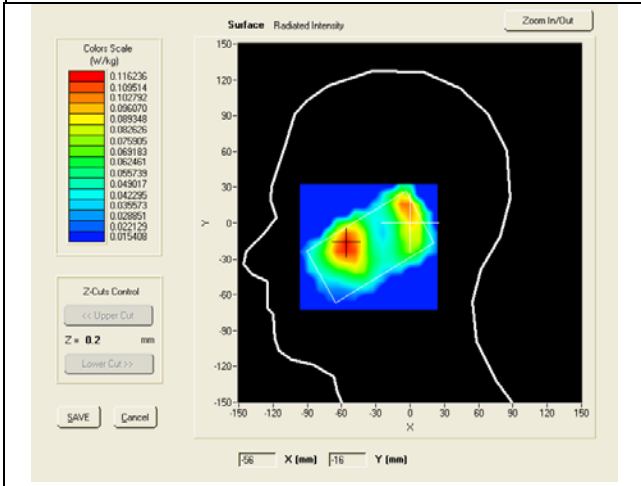 Surface Radiated Intensity
Zoom In/Out
Colors Scale
(W/kg)
0.116236
0.109514
0.102792
0.096070
0.089348
0.082626
0.075905
0.069183
0.062461
0.055739
0.049017
0.042295
0.035573
0.028851
0.022129
0.015408
Z-Cuts Control
<< Upper Cut
Z = 0.2 mm
Lower Cut >>
SAVE Cancel
150
120
90
60
30
0
-30
-60
-90
-120
-150
Y
-150 -120 -90 -60 -30 0 30 60 90 120 150
X
-56 X (mm) -16 Y (mm)